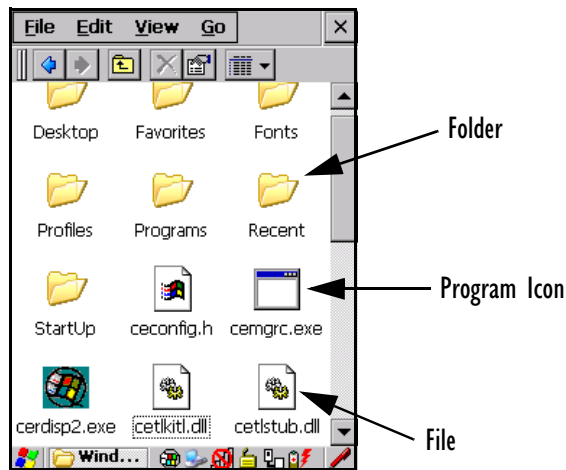 File Edit View Go
Desktop Favorites Fonts
Folder
Profiles Programs Recent
Program Icon
StartUp ceconfig.h cemgrc.exe
cerdisp2.exe cetlkitl.dll cetlstub.dll
File
Wind...